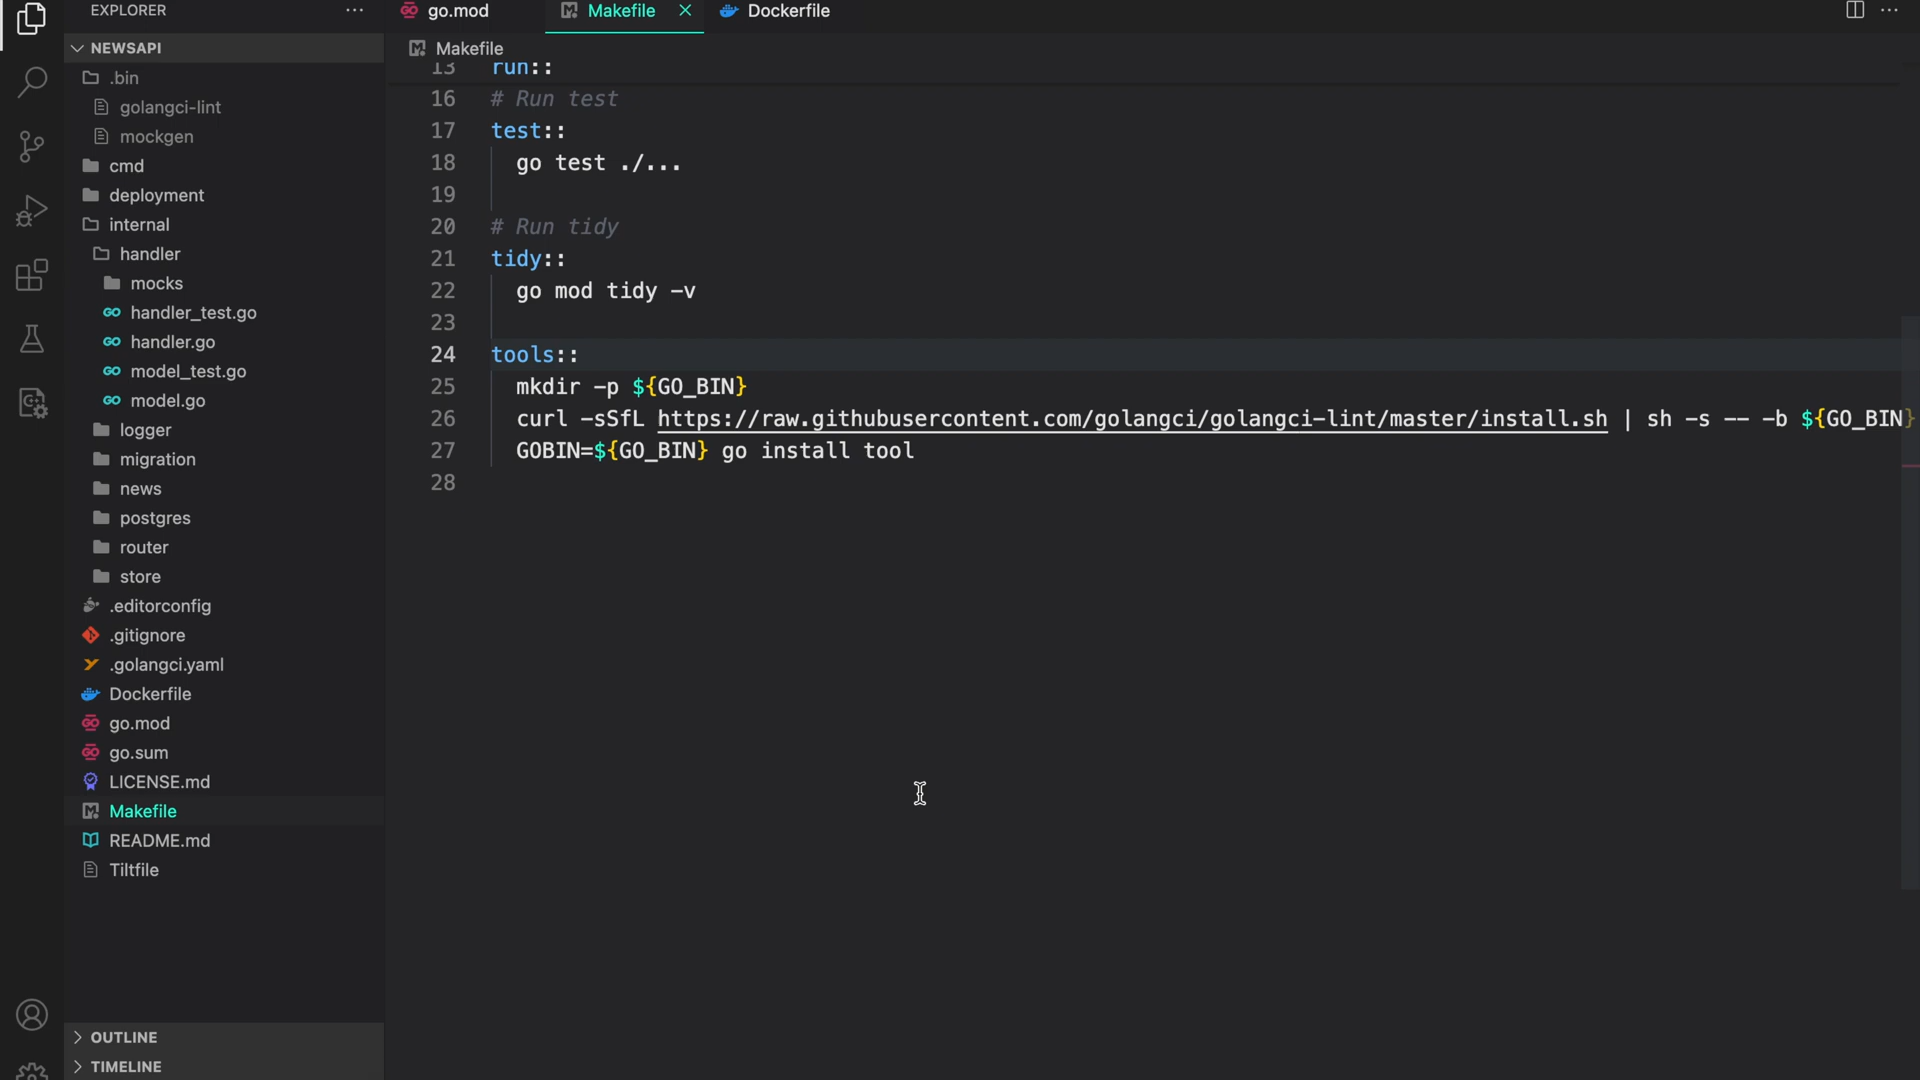 EXPLORER
NEWSAPI
.bin
golangci-lint
mockgen
cmd
deployment
internal
handler
mocks
handler_test.go
handler.go
model_test.go
model.go
logger
migration
news
postgres
router
store
.editorconfig
.gitignore
.golangci.yaml
Dockerfile
go.mod
go.sum
LICENSE.md
Makefile
README.md
Tiltfile
OUTLINE
TIMELINE
go.mod
Makefile
Dockerfile
Makefile
13 run::
16 # Run test
17 test::
18 go test ./...
19
20 # Run tidy
21 tidy::
22 go mod tidy -v
23
24 tools::
25 mkdir -p ${GO_BIN}
26 curl -sSfL https://raw.githubusercontent.com/golangci/golangci-lint/master/install.sh | sh -s -- -b ${GO_BIN}
27 GOBIN=${GO_BIN} go install tool
28